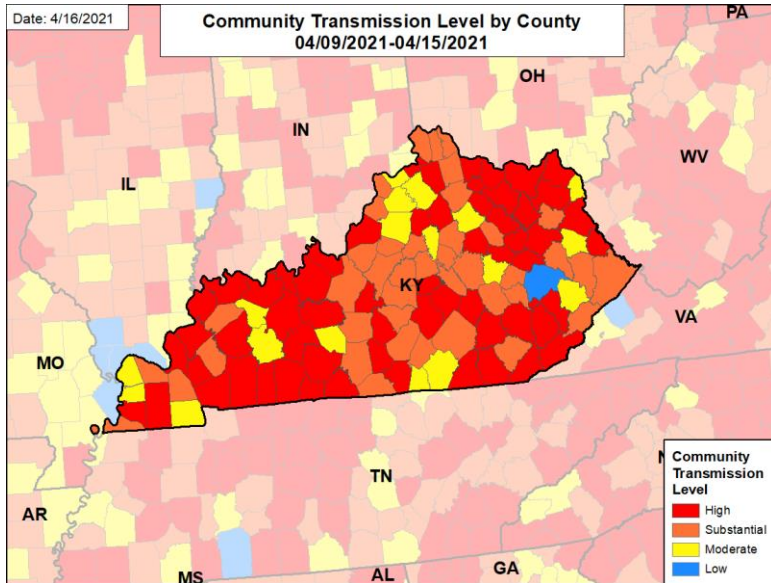 Date: 4/16/2021
Community Transmission Level by County
04/09/2021-04/15/2021
PA
OH
IN
WV
IL
KY
VA
MO
TN
N
AR
MS
AL
GA
Community
Transmission
Level
High
Substantial
Moderate
Low